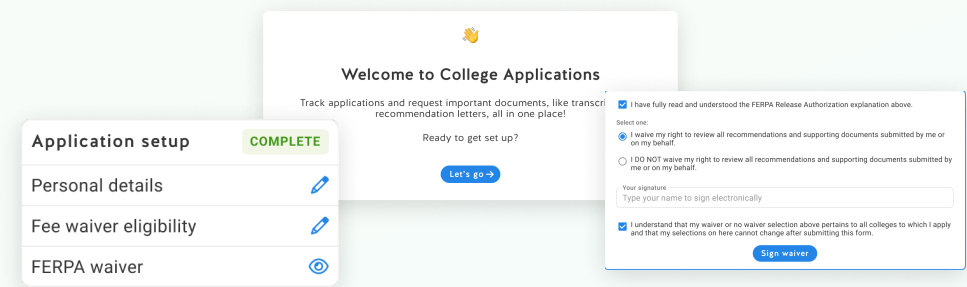 Welcome to College Applications
Track applications and request important documents, like
recommendation letters, all in one place!
Ready to get set up?
Let's go →
Application setup
COMPLETE
Personal details
Fee waiver eligibility
FERPA waiver
I have fully read and understood the FERPA Release Authorization explanation above.
Select one:
I waive my right to review all recommendations and supporting documents submitted by me or
on my behalf.
I DO NOT waive my right to review all recommendations and supporting documents submitted by
me or on my behalf.
Your signature
Type your name to sign electronically
I understand that my waiver or no waiver selection above pertains to all colleges to which I apply
and that my selections on here cannot change after submitting this form.
Sign waiver